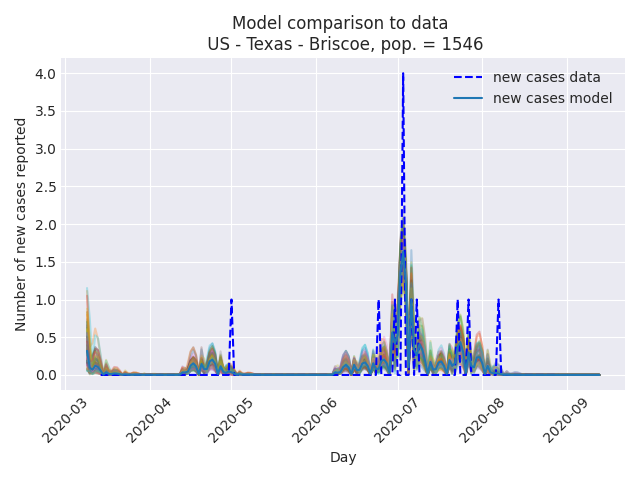 Model comparison to data
US - Texas - Briscoe, pop. = 1546
new cases data
new cases model
Number of new cases reported
4.0
3.5
3.0
2.5
2.0
1.5
1.0
0.5
0.0
2020-03
2020-04
2020-05
2020-06
2020-07
2020-08
2020-09
Day